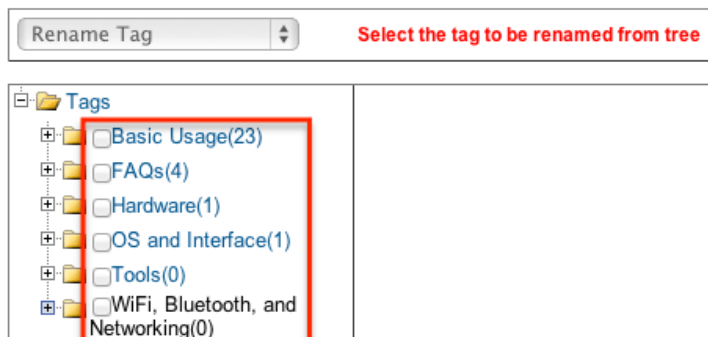 Rename Tag
Select the tag to be renamed from tree
Tags
Basic Usage(23)
FAQs(4)
Hardware(1)
OS and Interface(1)
Tools(0)
WiFi, Bluetooth, and
Networking(0)